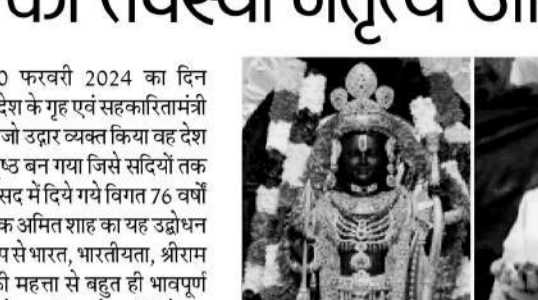 का तपस्वी नेतृत्व
0 फरवरी 2024 का दिन
देश के गृह एवं सहकारितामंत्री
जो उद्गार व्यक्त किया वह देश
ष्ठ बन गया जिसे सदियों तक
सद में दिये गये विगत 76 वर्षों
क अमित शाह का यह उद्बोधन
प से भारत, भारतीयता, श्रीराम
की महत्ता से बहुत ही भावपूर्ण